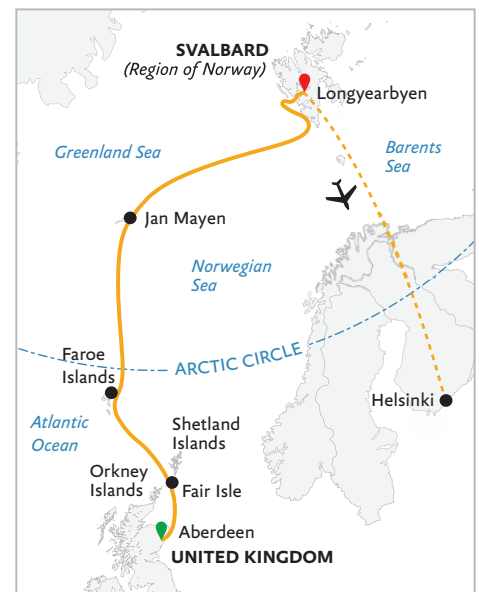 SVALBARD
(Region of Norway)
Longyearbyen
Greenland Sea
Barents
Sea
Jan Mayen
Norwegian
Sea
ARCTIC CIRCLE
Faroe
Islands
Helsinki
Atlantic
Ocean
Shetland
Islands
Orkney
Islands
Fair Isle
Aberdeen
UNITED KINGDOM